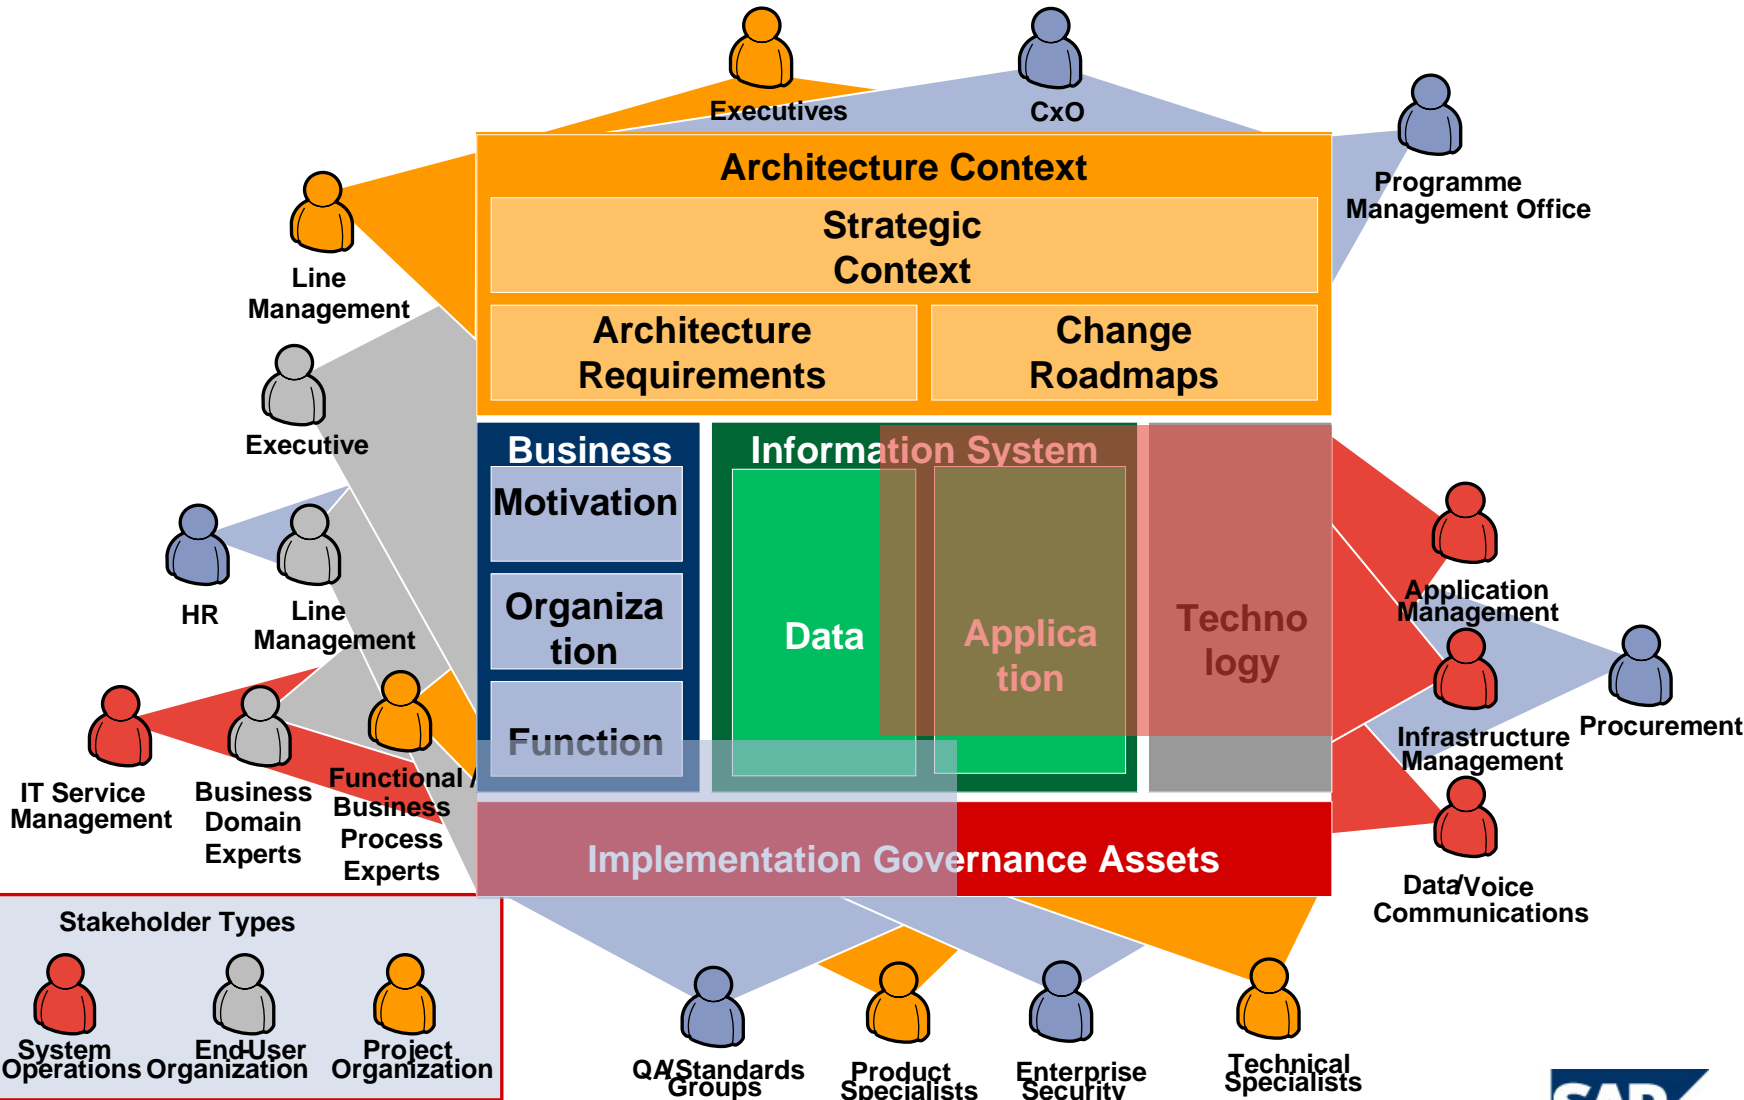 Executives
CxO
Programme
Management Office
Architecture Context
Strategic
Context
Line
Management
Architecture
Requirements
Change
Roadmaps
Executive
Business
Motivation
Organiza
tion
Function
Information System
Data
Applica
tion
Techno
logy
HR
Line
Management
Application
Management
Procurement
Infrastructure
Management
IT Service
Management
Business
Domain
Experts
Functional /
Business
Process
Experts
Implementation Governance Assets
Data/Voice
Communications
Stakeholder Types
System
Operations
End-User
Organization
Project
Organization
QA/Standards
Groups
Product
Specialists
Enterprise
Security
Technical
Specialists
SAP